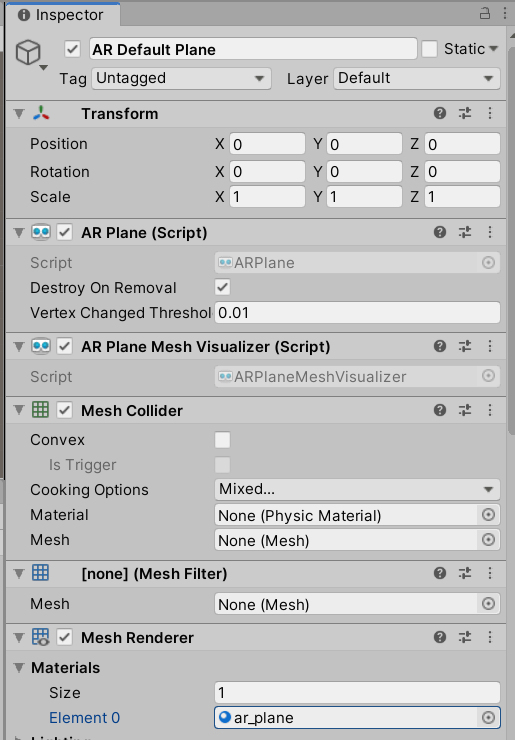 Inspector
AR Default Plane Static
Tag Untagged Layer Default
Transform
Position X 0 Y 0 Z 0
Rotation X 0 Y 0 Z 0
Scale X 1 Y 1 Z 1
AR Plane (Script)
Script ARPlane
Destroy On Removal
Vertex Changed Threshol 0.01
AR Plane Mesh Visualizer (Script)
Script ARPlaneMeshVisualizer
Mesh Collider
Convex
Is Trigger
Cooking Options Mixed...
Material None (Physic Material)
Mesh None (Mesh)
[none] (Mesh Filter)
Mesh None (Mesh)
Mesh Renderer
Materials
Size 1
Element 0 ar_plane